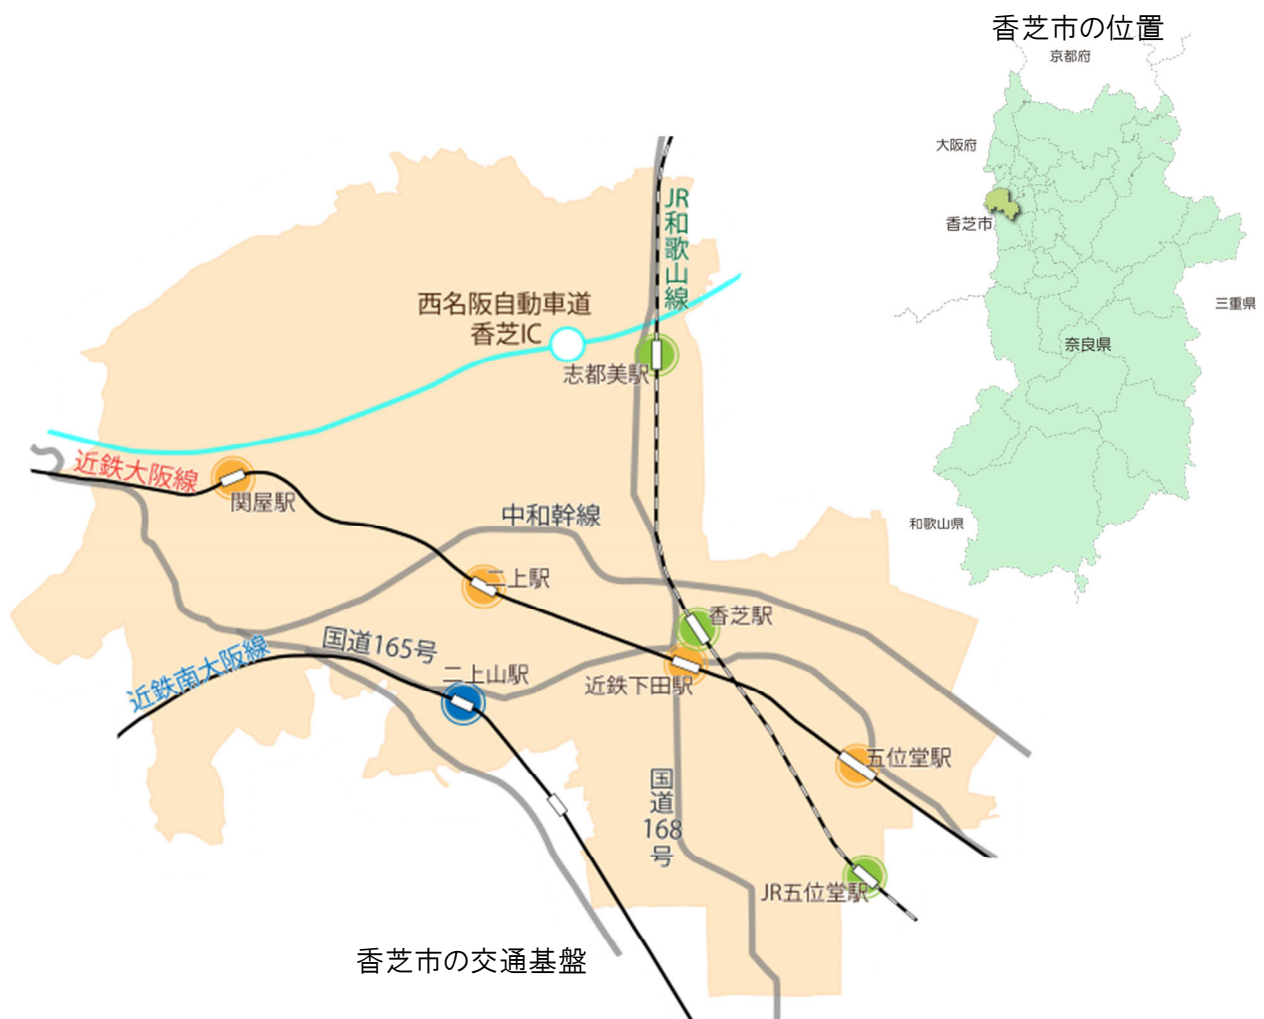 香芝市の位置
京都府
大阪府
香芝市
三重県
奈良県
和歌山県
JR和歌山線
西名阪自動車道
香芝IC
志都美駅
近鉄大阪線
関屋駅
中和幹線
二上駅
香芝駅
国道165号
近鉄南大阪線
二上山駅
近鉄下田駅
五位堂駅
国道168号
JR五位堂駅
香芝市の交通基盤